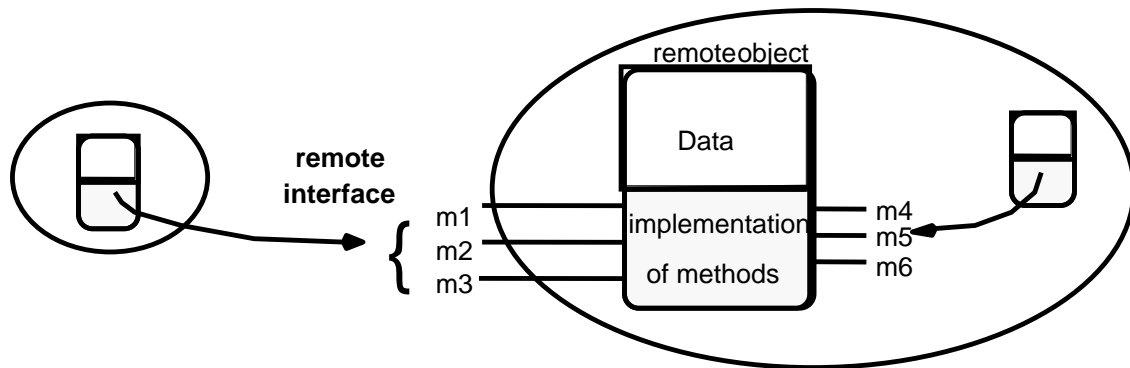 remoteobject
Data
remote
interface
{
m1
m2
m3
implementation
of methods
m4
m5
m6